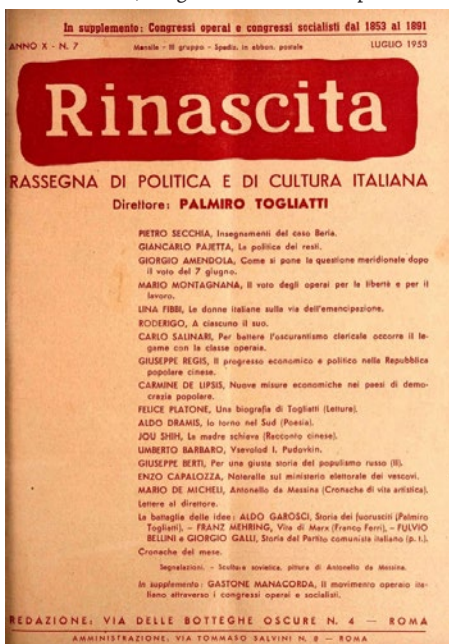 In supplemento: Congressi operai e congressi socialisti dal 1853 al 1891
ANNO X - N. 7 Mensile - III gruppo - Spediz. in abbon. postale LUGLIO 1953
Rinascita
RASSEGNA DI POLITICA E DI CULTURA ITALIANA
Direttore: PALMIRO TOGLIATTI
PIETRO SECCHIA, Insegnamenti del caso Beria.
GIANCARLO PAJETTA, La politica dei resti.
GIORGIO AMENDOLA, Come si pone la questione meridionale dopo
il voto del 7 giugno.
MARIO MONTAGNANA, Il voto degli operai per le libertà e per il
lavoro.
LINA FIBBI, Le donne italiane sulla via dell'emancipazione.
RODERIGO, A ciascuno il suo.
CARLO SALINARI, Per battere l'oscurantismo clericale occorre il le-
game con la classe operaia.
GIUSEPPE REGIS, Il progresso economico e politico nella Repubblica
popolare cinese.
CARMINE DE LIPSIS, Nuove misure economiche nei paesi di demo-
crazia popolare.
FELICE PLATONE, Una biografia di Togliatti (Letture).
ALDO DRAMIS, Io torno nel Sud (Poesia).
JOU SHIH, La madre schiava (Racconto cinese).
UMBERTO BARBARO, Vsevolod I. Pudovkin.
GIUSEPPE BERTI, Per una giusta storia del populismo russo (II).
ENZO CAPALOZZA, Noterelle sul ministero elettorale dei vescovi.
MARIO DE MICHELI, Antonello da Messina (Cronache di vita artistica).
Lettere al direttore.
La battaglia delle idee: ALDO GAROSCI, Storia dei fuorusciti (Palmiro
Togliatti), — FRANZ MEHRING, Vita di Marx (Franco Ferri), — FULVIO
BELLINI e GIORGIO GALLI, Storia del Partito comunista italiano (p. t.).
Cronache del mese.
Segnalazioni. — Scultura sovietica, pittura di Antonello da Messina.
In supplemento: GASTONE MANACORDA, Il movimento operaio ita-
liano attraverso i congressi operai e socialisti.
REDAZIONE: VIA DELLE BOTTEGHE OSCURE N. 4 — ROMA
AMMINISTRAZIONE: VIA TOMMASO SALVINI N. 8 — ROMA